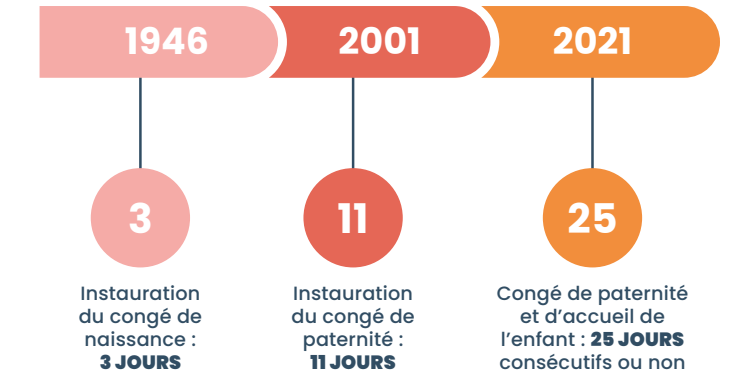 1946
2001
2021
3
11
25
Instauration
du congé de
naissance :
3 JOURS
Instauration
du congé de
paternité :
11 JOURS
Congé de paternité
et d’accueil de
l’enfant : 25 JOURS
consécutifs ou non